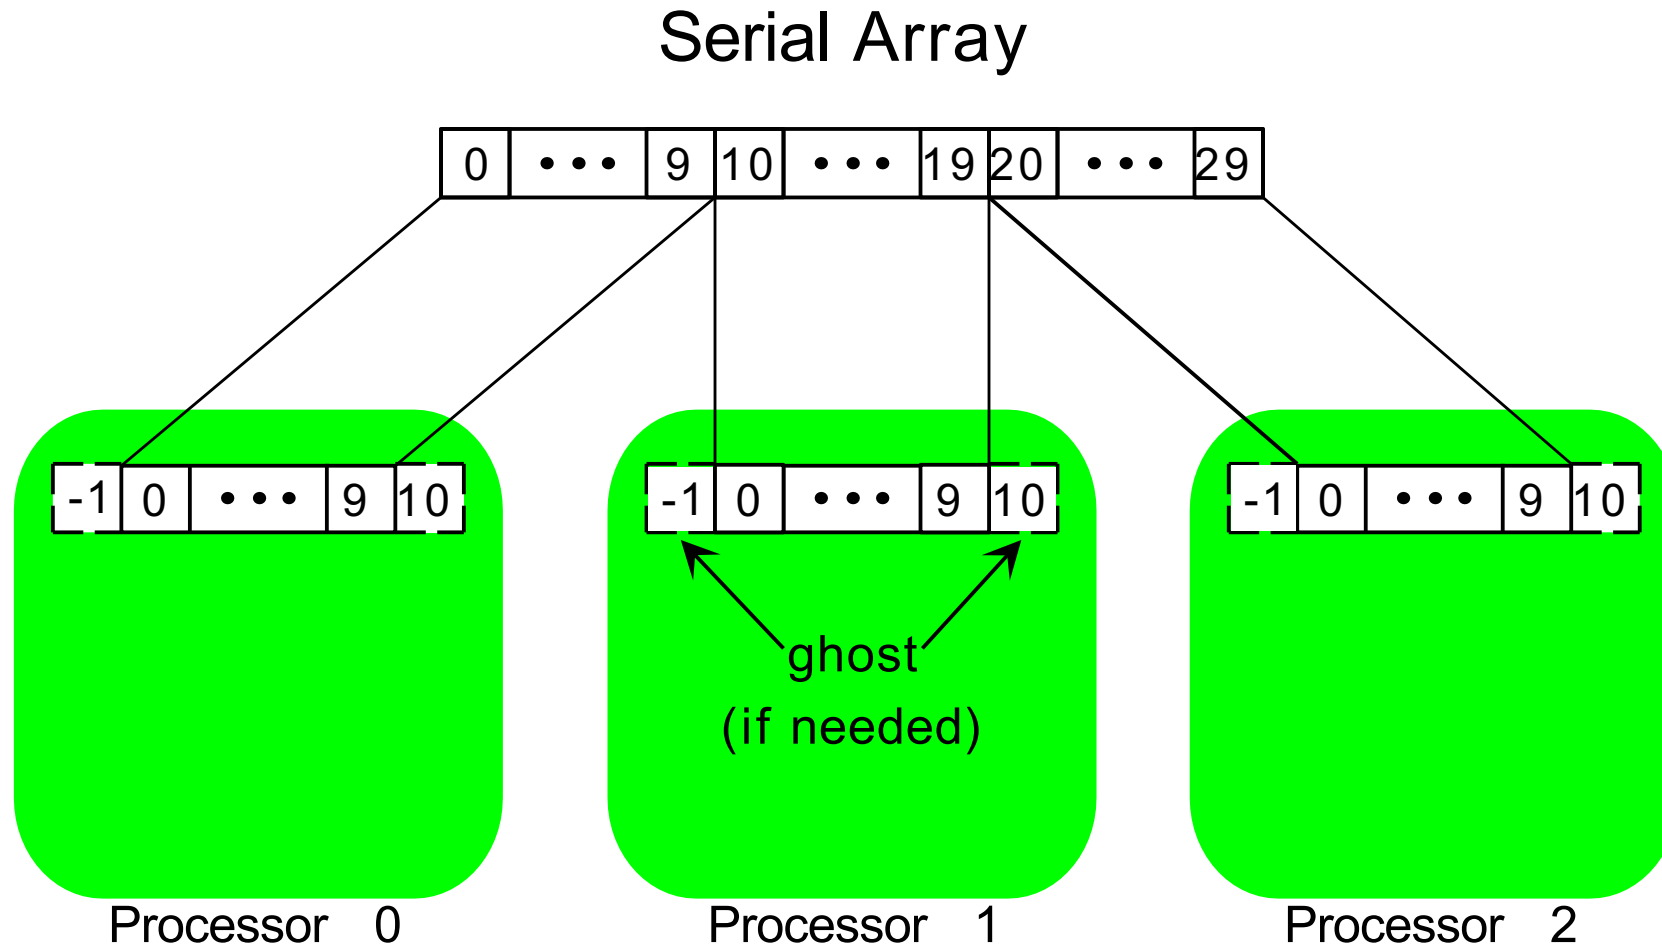 Serial Array
0 ••• 9 10 ••• 19 20 ••• 29
-1 0 ••• 9 10 -1 0 ••• 9 10 -1 0 ••• 9 10
ghost
(if needed)
Processor 0 Processor 1 Processor 2